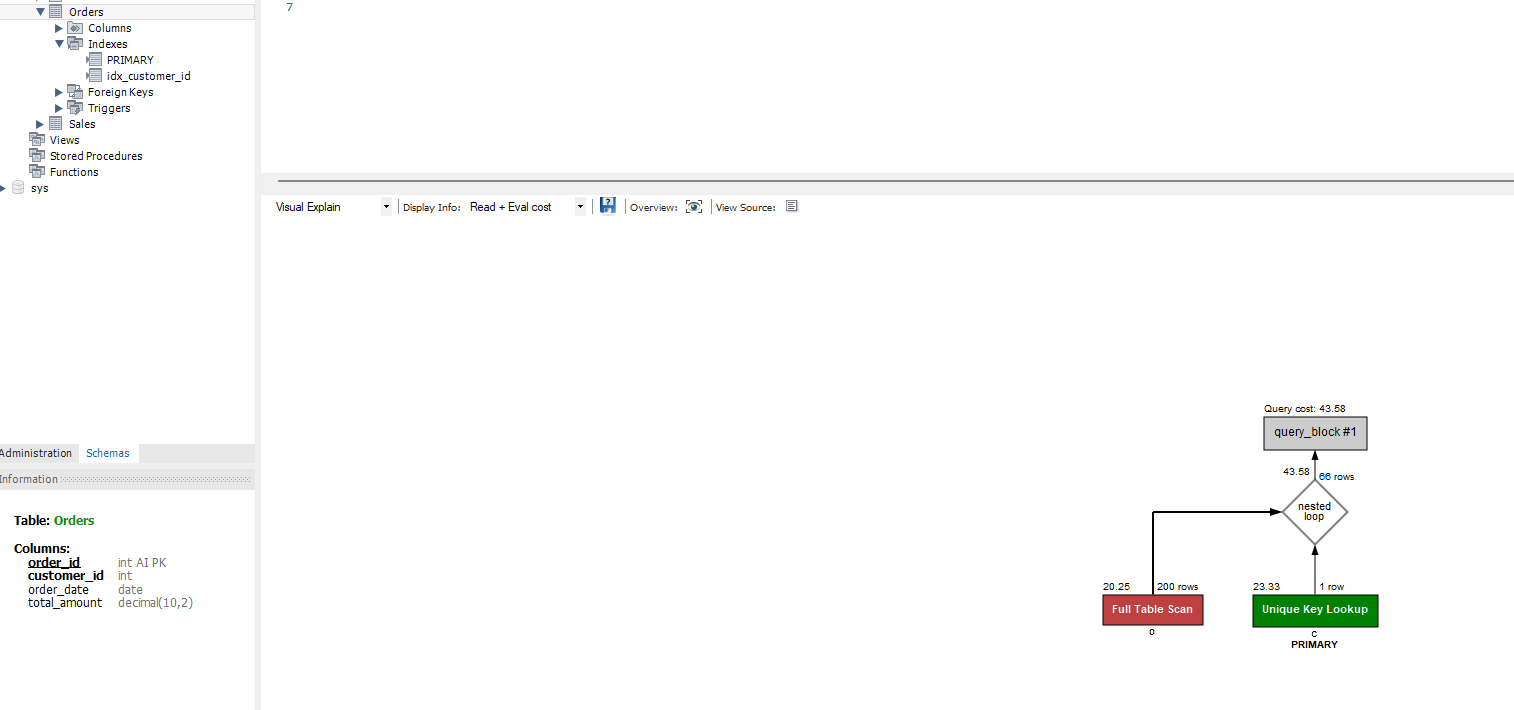 Orders
Columns
Indexes
PRIMARY
idx_customer_id
Foreign Keys
Triggers
Sales
Views
Stored Procedures
Functions
sys
Administration Schemas
Information
Table: Orders
Columns:
order_id int AI PK
customer_id int
order_date date
total_amount decimal(10,2)
7
Visual Explain Display Info: Read + Eval cost Overview: View Source:
Query cost: 43.58
query_block #1
43.58 66 rows
nested
loop
20.25 200 rows 23.33 1 row
Full Table Scan Unique Key Lookup
o c
PRIMARY